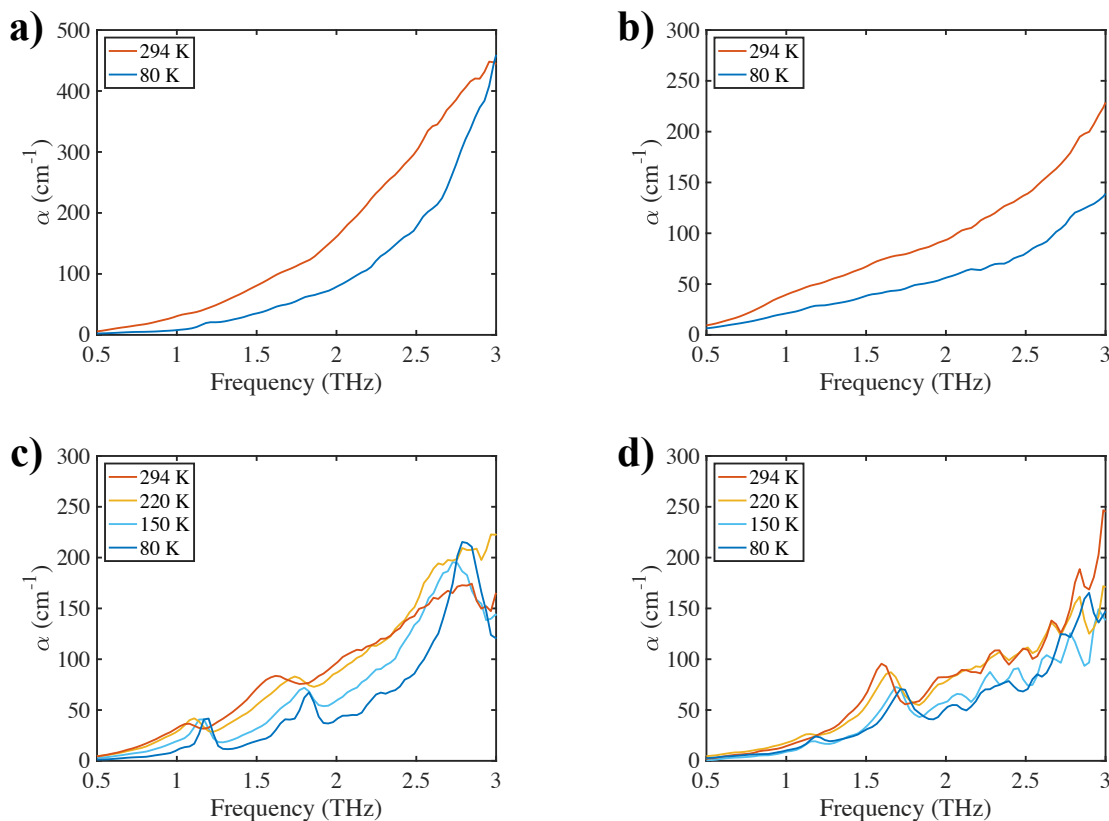 a)
294 K
80 K
500
400
300
200
100
0
α (cm⁻¹)
0.5 1 1.5 2 2.5 3
Frequency (THz)
b)
294 K
80 K
300
250
200
150
100
50
0
α (cm⁻¹)
0.5 1 1.5 2 2.5 3
Frequency (THz)
c)
294 K
220 K
150 K
80 K
300
250
200
150
100
50
0
α (cm⁻¹)
0.5 1 1.5 2 2.5 3
Frequency (THz)
d)
294 K
220 K
150 K
80 K
300
250
200
150
100
50
0
α (cm⁻¹)
0.5 1 1.5 2 2.5 3
Frequency (THz)